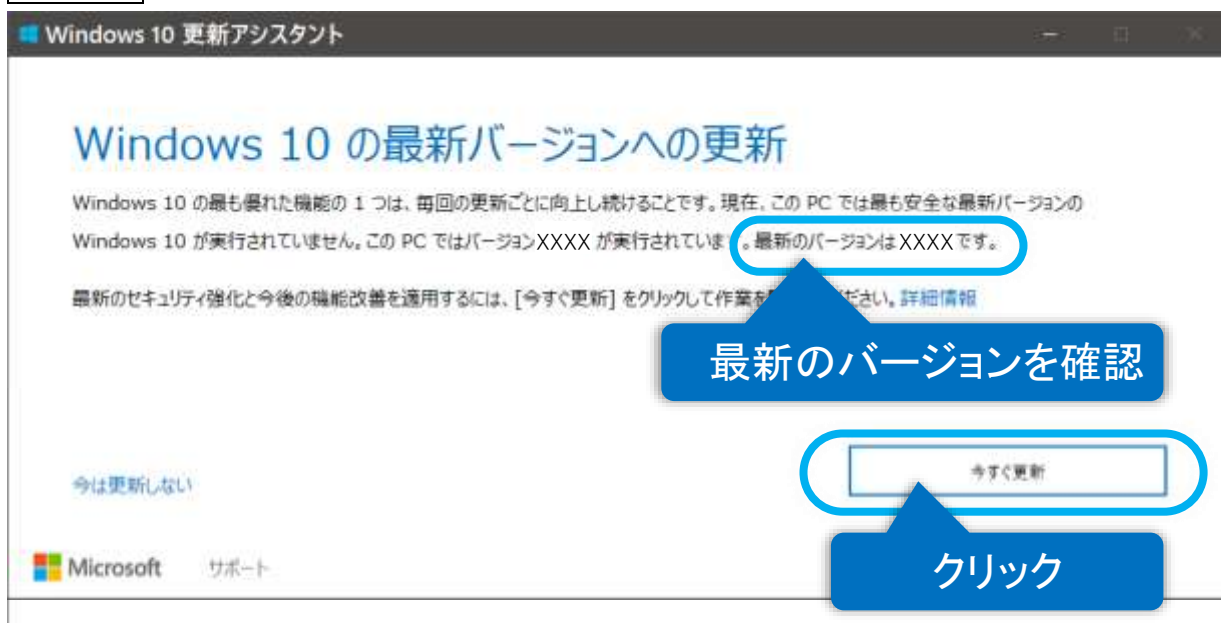 Windows 10 更新アシスタント
Windows 10 の最新バージョンへの更新
Windows 10 の最も優れた機能の 1 つは、毎回の更新ごとに向上し続けることです。現在、この PC では最も安全な最新バージョンの
Windows 10 が実行されていません。この PC ではバージョンXXXX が実行されていま 。最新のバージョンは XXXX です。
最新のセキュリティ強化と今後の機能改善を適用するには、[今すぐ更新] をクリックして作業を ださい。詳細情報
最新のバージョンを確認
今すぐ更新
今は更新しない
クリック
Microsoft サポート